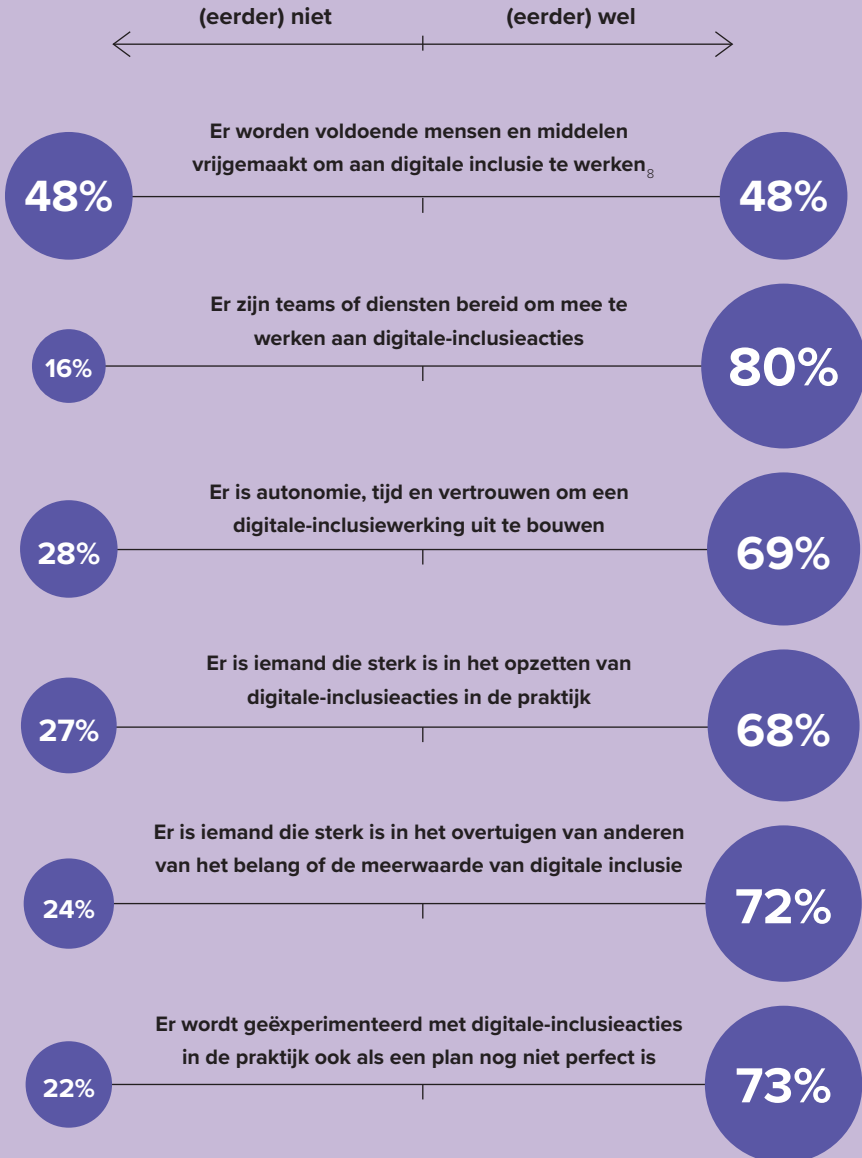 (eerder) niet (eerder) wel
Er worden voldoende mensen en middelen
vrijgemaakt om aan digitale inclusie te werken8
48% 48%
Er zijn teams of diensten bereid om mee te
werken aan digitale-inclusieacties
16% 80%
Er is autonomie, tijd en vertrouwen om een
digitale-inclusiewerking uit te bouwen
28% 69%
Er is iemand die sterk is in het opzetten van
digitale-inclusieacties in de praktijk
27% 68%
Er is iemand die sterk is in het overtuigen van anderen
van het belang of de meerwaarde van digitale inclusie
24% 72%
Er wordt geëxperimenteerd met digitale-inclusieacties
in de praktijk ook als een plan nog niet perfect is
22% 73%